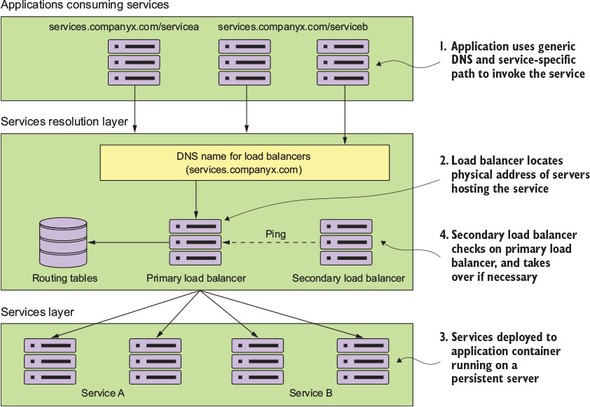 Applications consuming services
services.companyx.com/servicea
services.companyx.com/serviceb
1. Application uses generic
DNS and service-specific
path to invoke the service
Services resolution layer
DNS name for load balancers
(services.companyx.com)
2. Load balancer locates
physical address of servers
hosting the service
Ping
Routing tables
Primary load balancer
Secondary load balancer
4. Secondary load balancer
checks on primary load
balancer, and takes
over if necessary
Services layer
Service A
Service B
3. Services deployed to
application container
running on a
persistent server